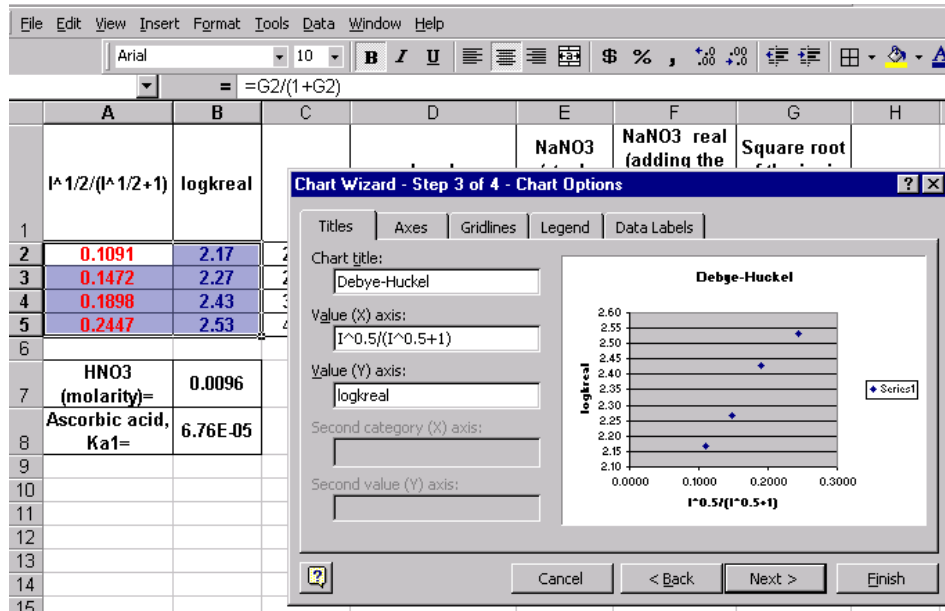 File Edit View Insert Format Tools Data Window Help
Arial 10 B I U $ % , .00
= =G2/(1+G2)
A B C D E F G H
1 I^1/2/(I^1/2+1) logkreal NaNO3 NaNO3 real (adding the Square root
2 0.1091 2.17
3 0.1472 2.27
4 0.1898 2.43
5 0.2447 2.53
6
7 HNO3 (molarity)= 0.0096
8 Ascorbic acid, Ka1= 6.76E-05
9
10
11
12
13
14
15
Chart Wizard - Step 3 of 4 - Chart Options
Titles Axes Gridlines Legend Data Labels
Chart title:
Debye-Huckel
Value (X) axis:
I^0.5/(I^0.5+1)
Value (Y) axis:
logkreal
Second category (X) axis:
Second value (Y) axis:
Debye-Huckel
2.60
2.55
2.50
2.45
2.40
2.35
2.30
2.25
2.20
2.15
2.10
logkreal
0.0000 0.1000 0.2000 0.3000
I^0.5/(I^0.5+1)
Series1
Cancel < Back Next > Finish